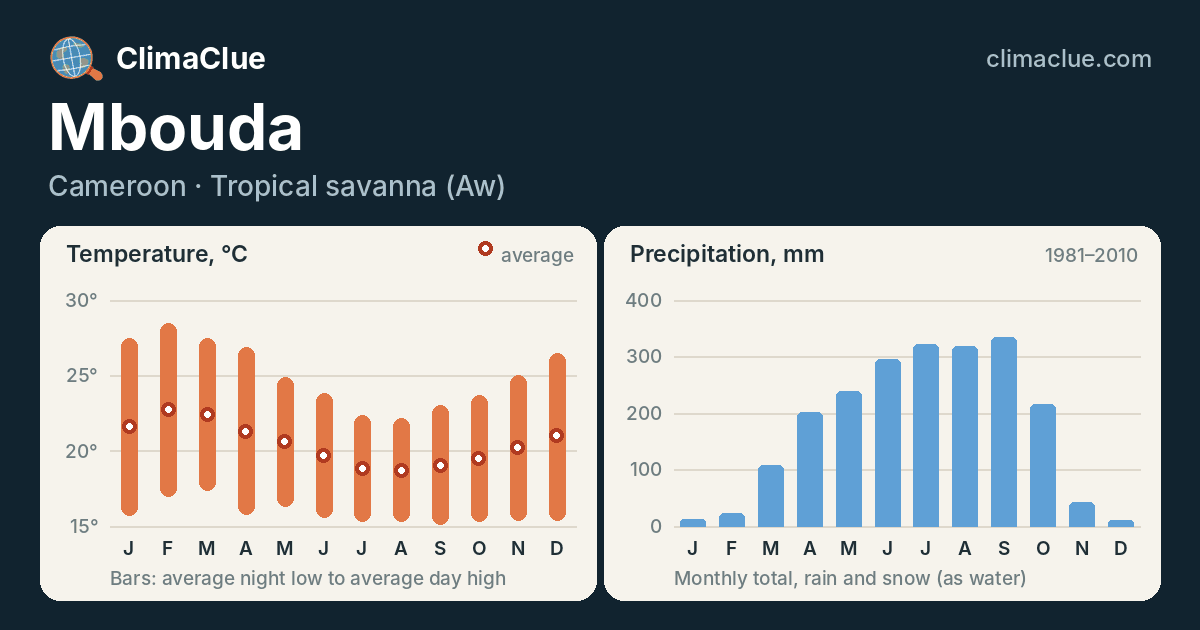 ClimaClue
climaclue.com
Mbouda
Cameroon · Tropical savanna (Aw)
Temperature, °C
average
30°
25°
20°
15°
J F M A M J J A S O N D
Bars: average night low to average day high
Precipitation, mm
1981–2010
400
300
200
100
0
J F M A M J J A S O N D
Monthly total, rain and snow (as water)